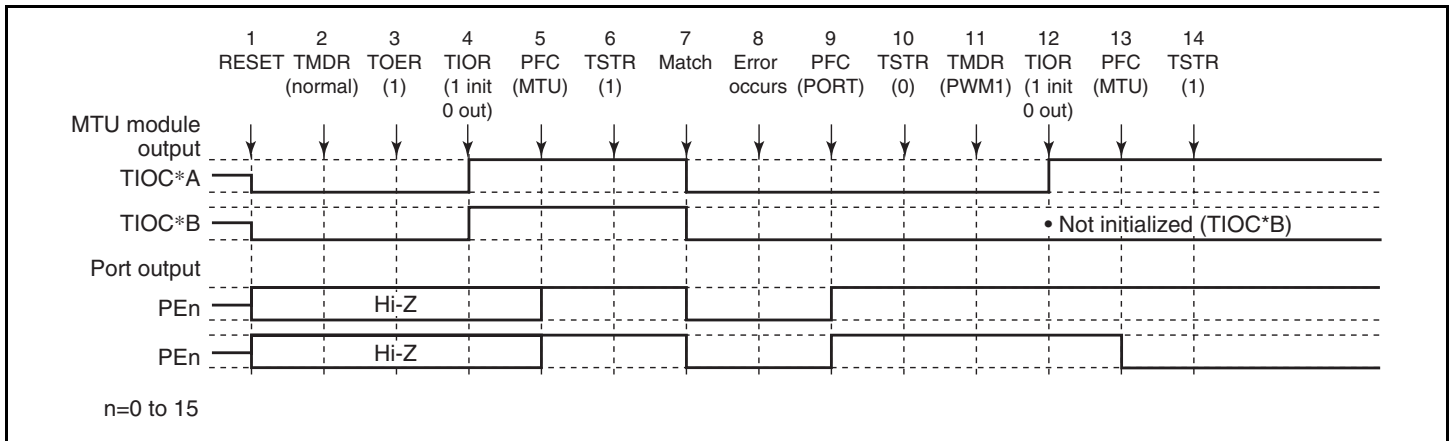 1 2 3 4 5 6 7 8 9 10 11 12 13 14
RESET TMDR TOER TIOR PFC TSTR Match Error PFC TSTR TMDR TIOR PFC TSTR
(normal) (1) (1 init (MTU) (1) occurs (PORT) (0) (PWM1) (1 init (MTU) (1)
0 out) 0 out)
MTU module
output
TIOC*A
TIOC*B
• Not initialized (TIOC*B)
Port output
PEn
Hi-Z
PEn
Hi-Z
n=0 to 15